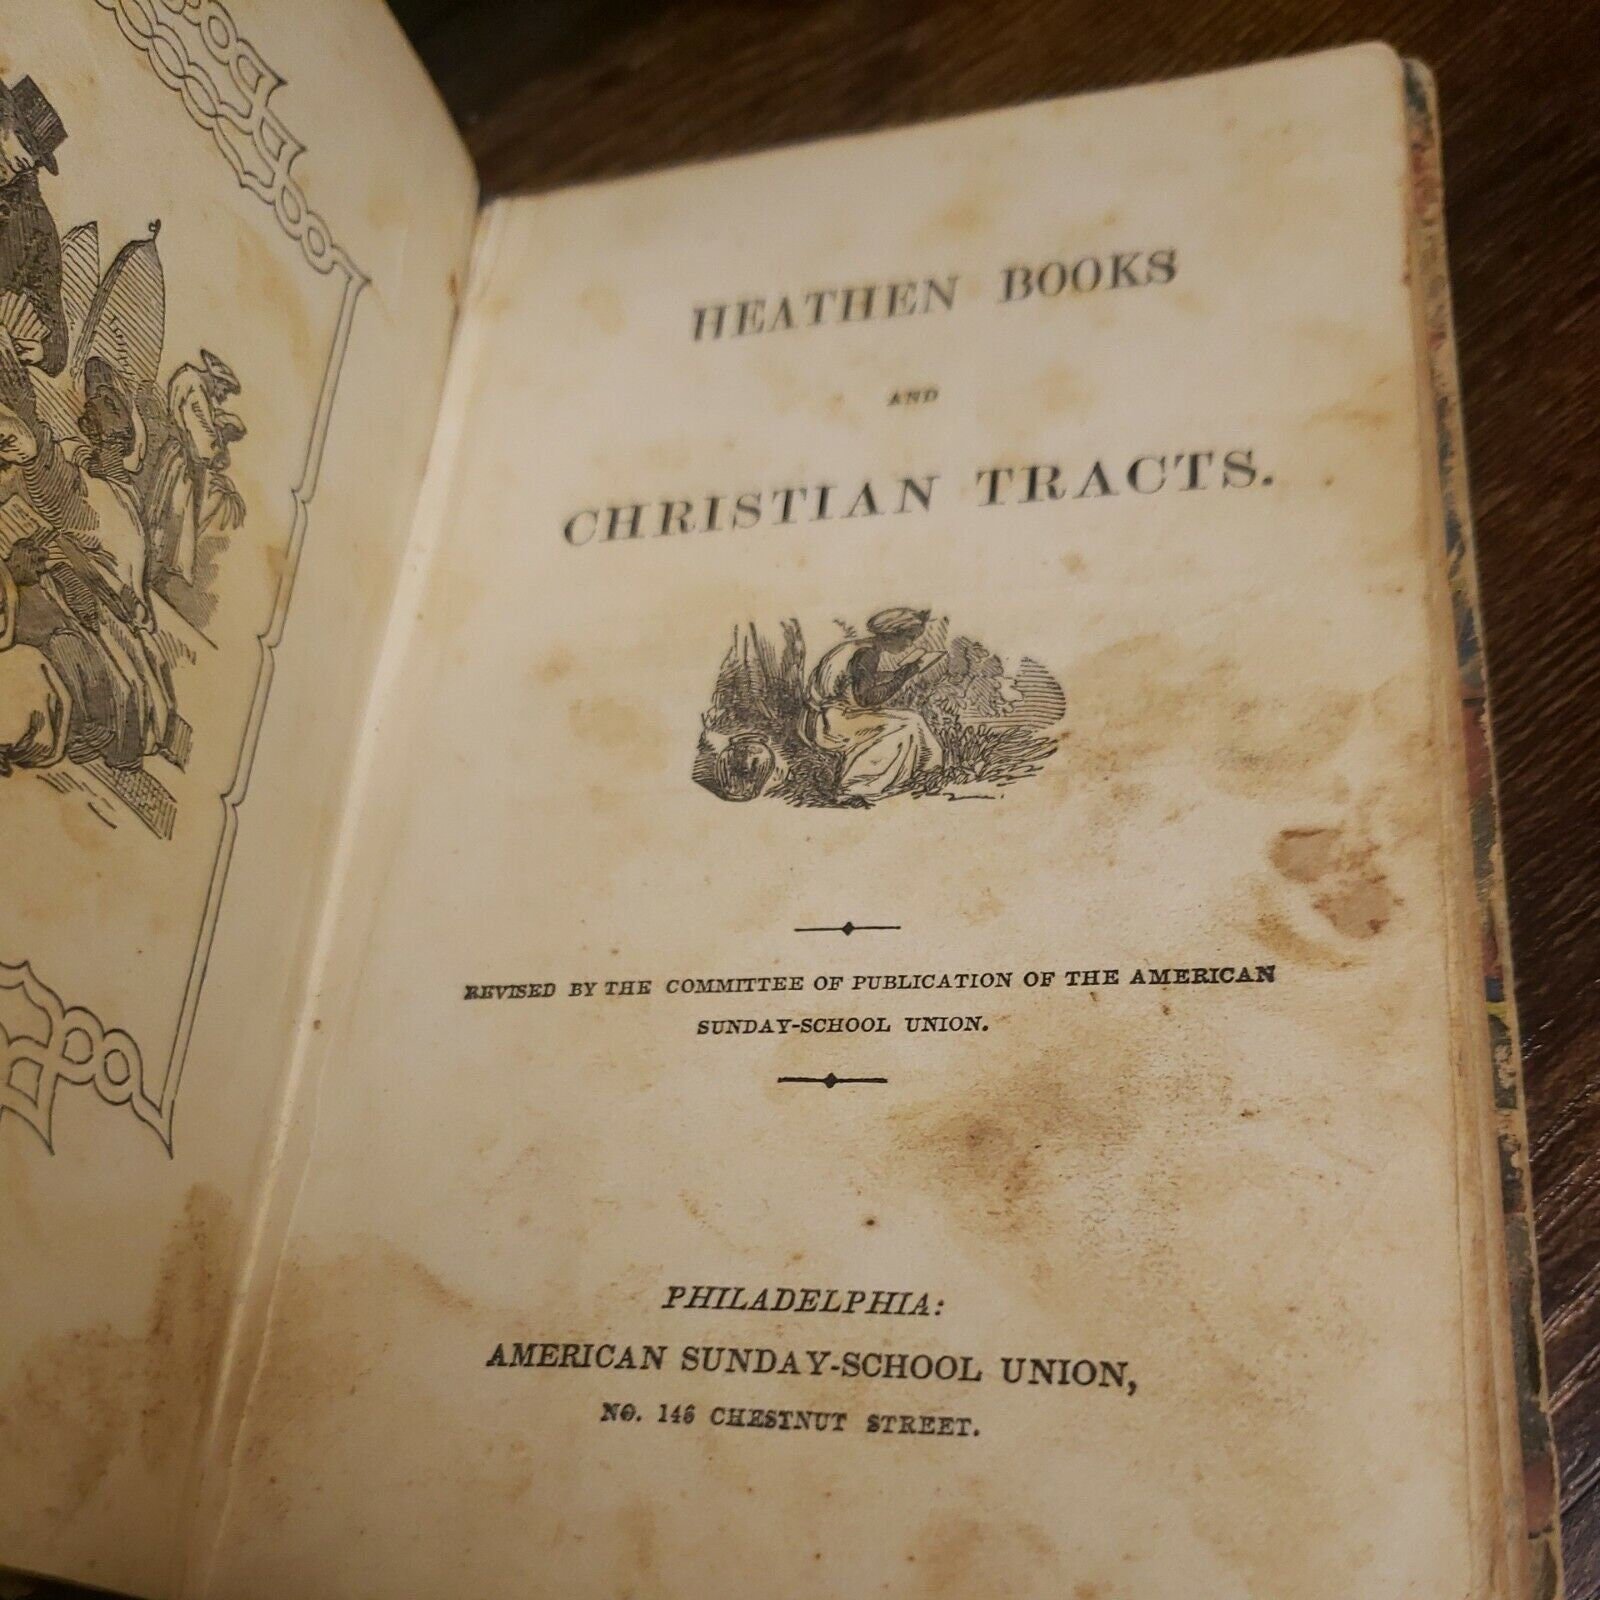 HEATHEN BOOKS
AND
CHRISTIAN TRACTS.
REVISED BY THE COMMITTEE OF PUBLICATION OF THE AMERICAN
SUNDAY-SCHOOL UNION.
PHILADELPHIA:
AMERICAN SUNDAY-SCHOOL UNION,
NO. 146 CHESTNUT STREET.